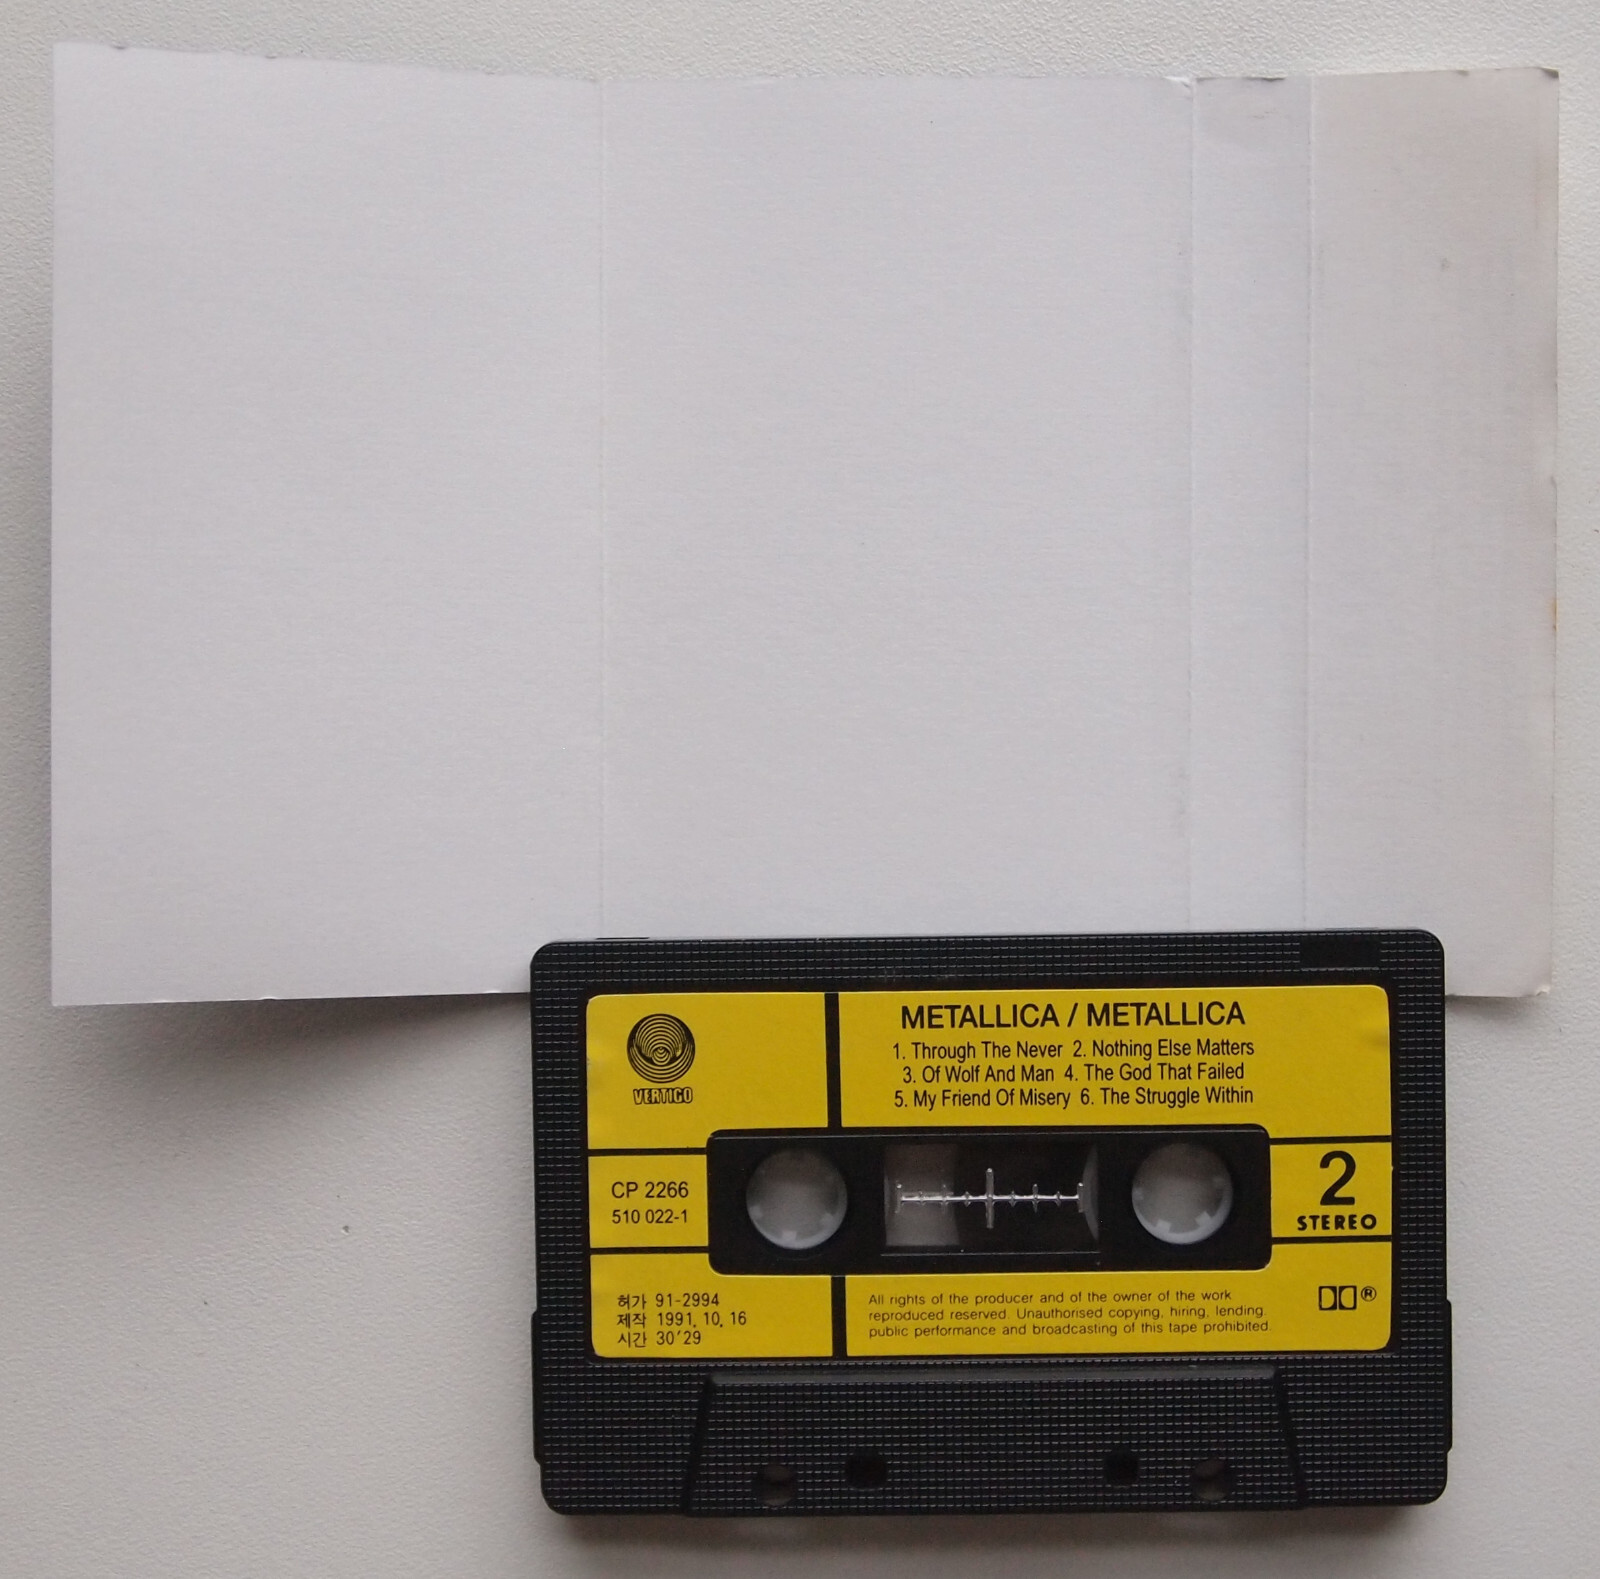 VERTIGO
METALLICA / METALLICA
1. Through The Never 2. Nothing Else Matters
3. Of Wolf And Man 4. The God That Failed
5. My Friend Of Misery 6. The Struggle Within
CP 2266
510 022-1
2
STEREO
허가 91-2994
제작 1991. 10. 16
시간 30′29
All rights of the producer and of the owner of the work
reproduced reserved. Unauthorised copying, hiring, lending,
public performance and broadcasting of this tape prohibited.
®